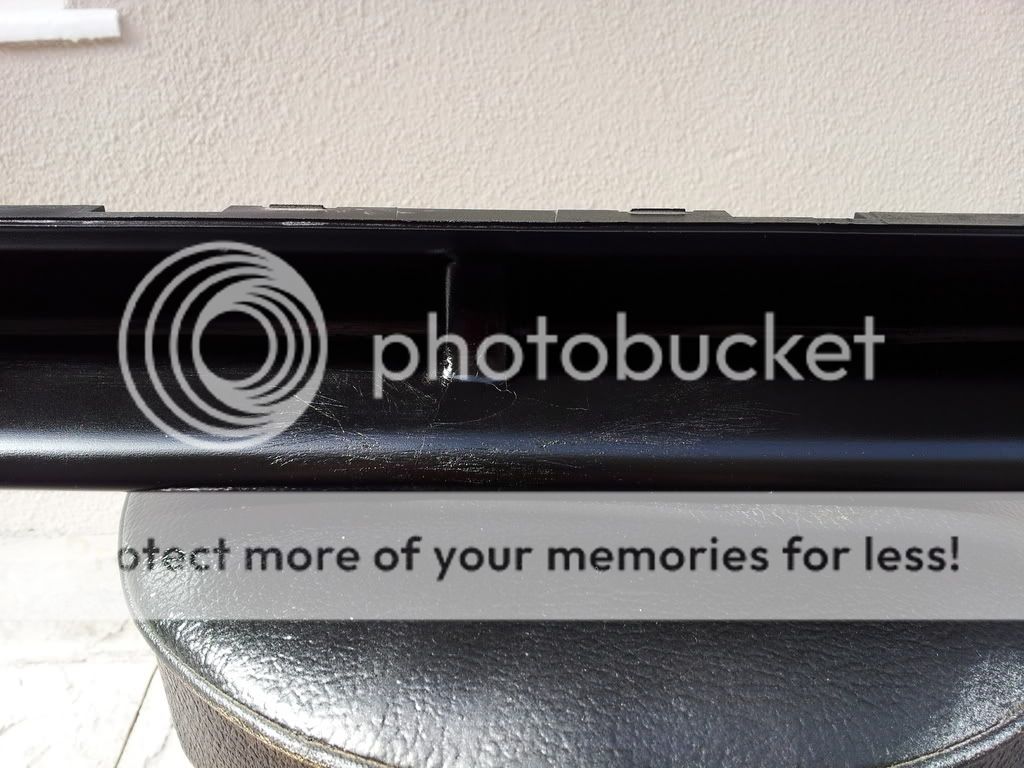 photobucket
otect more of your memories for less!